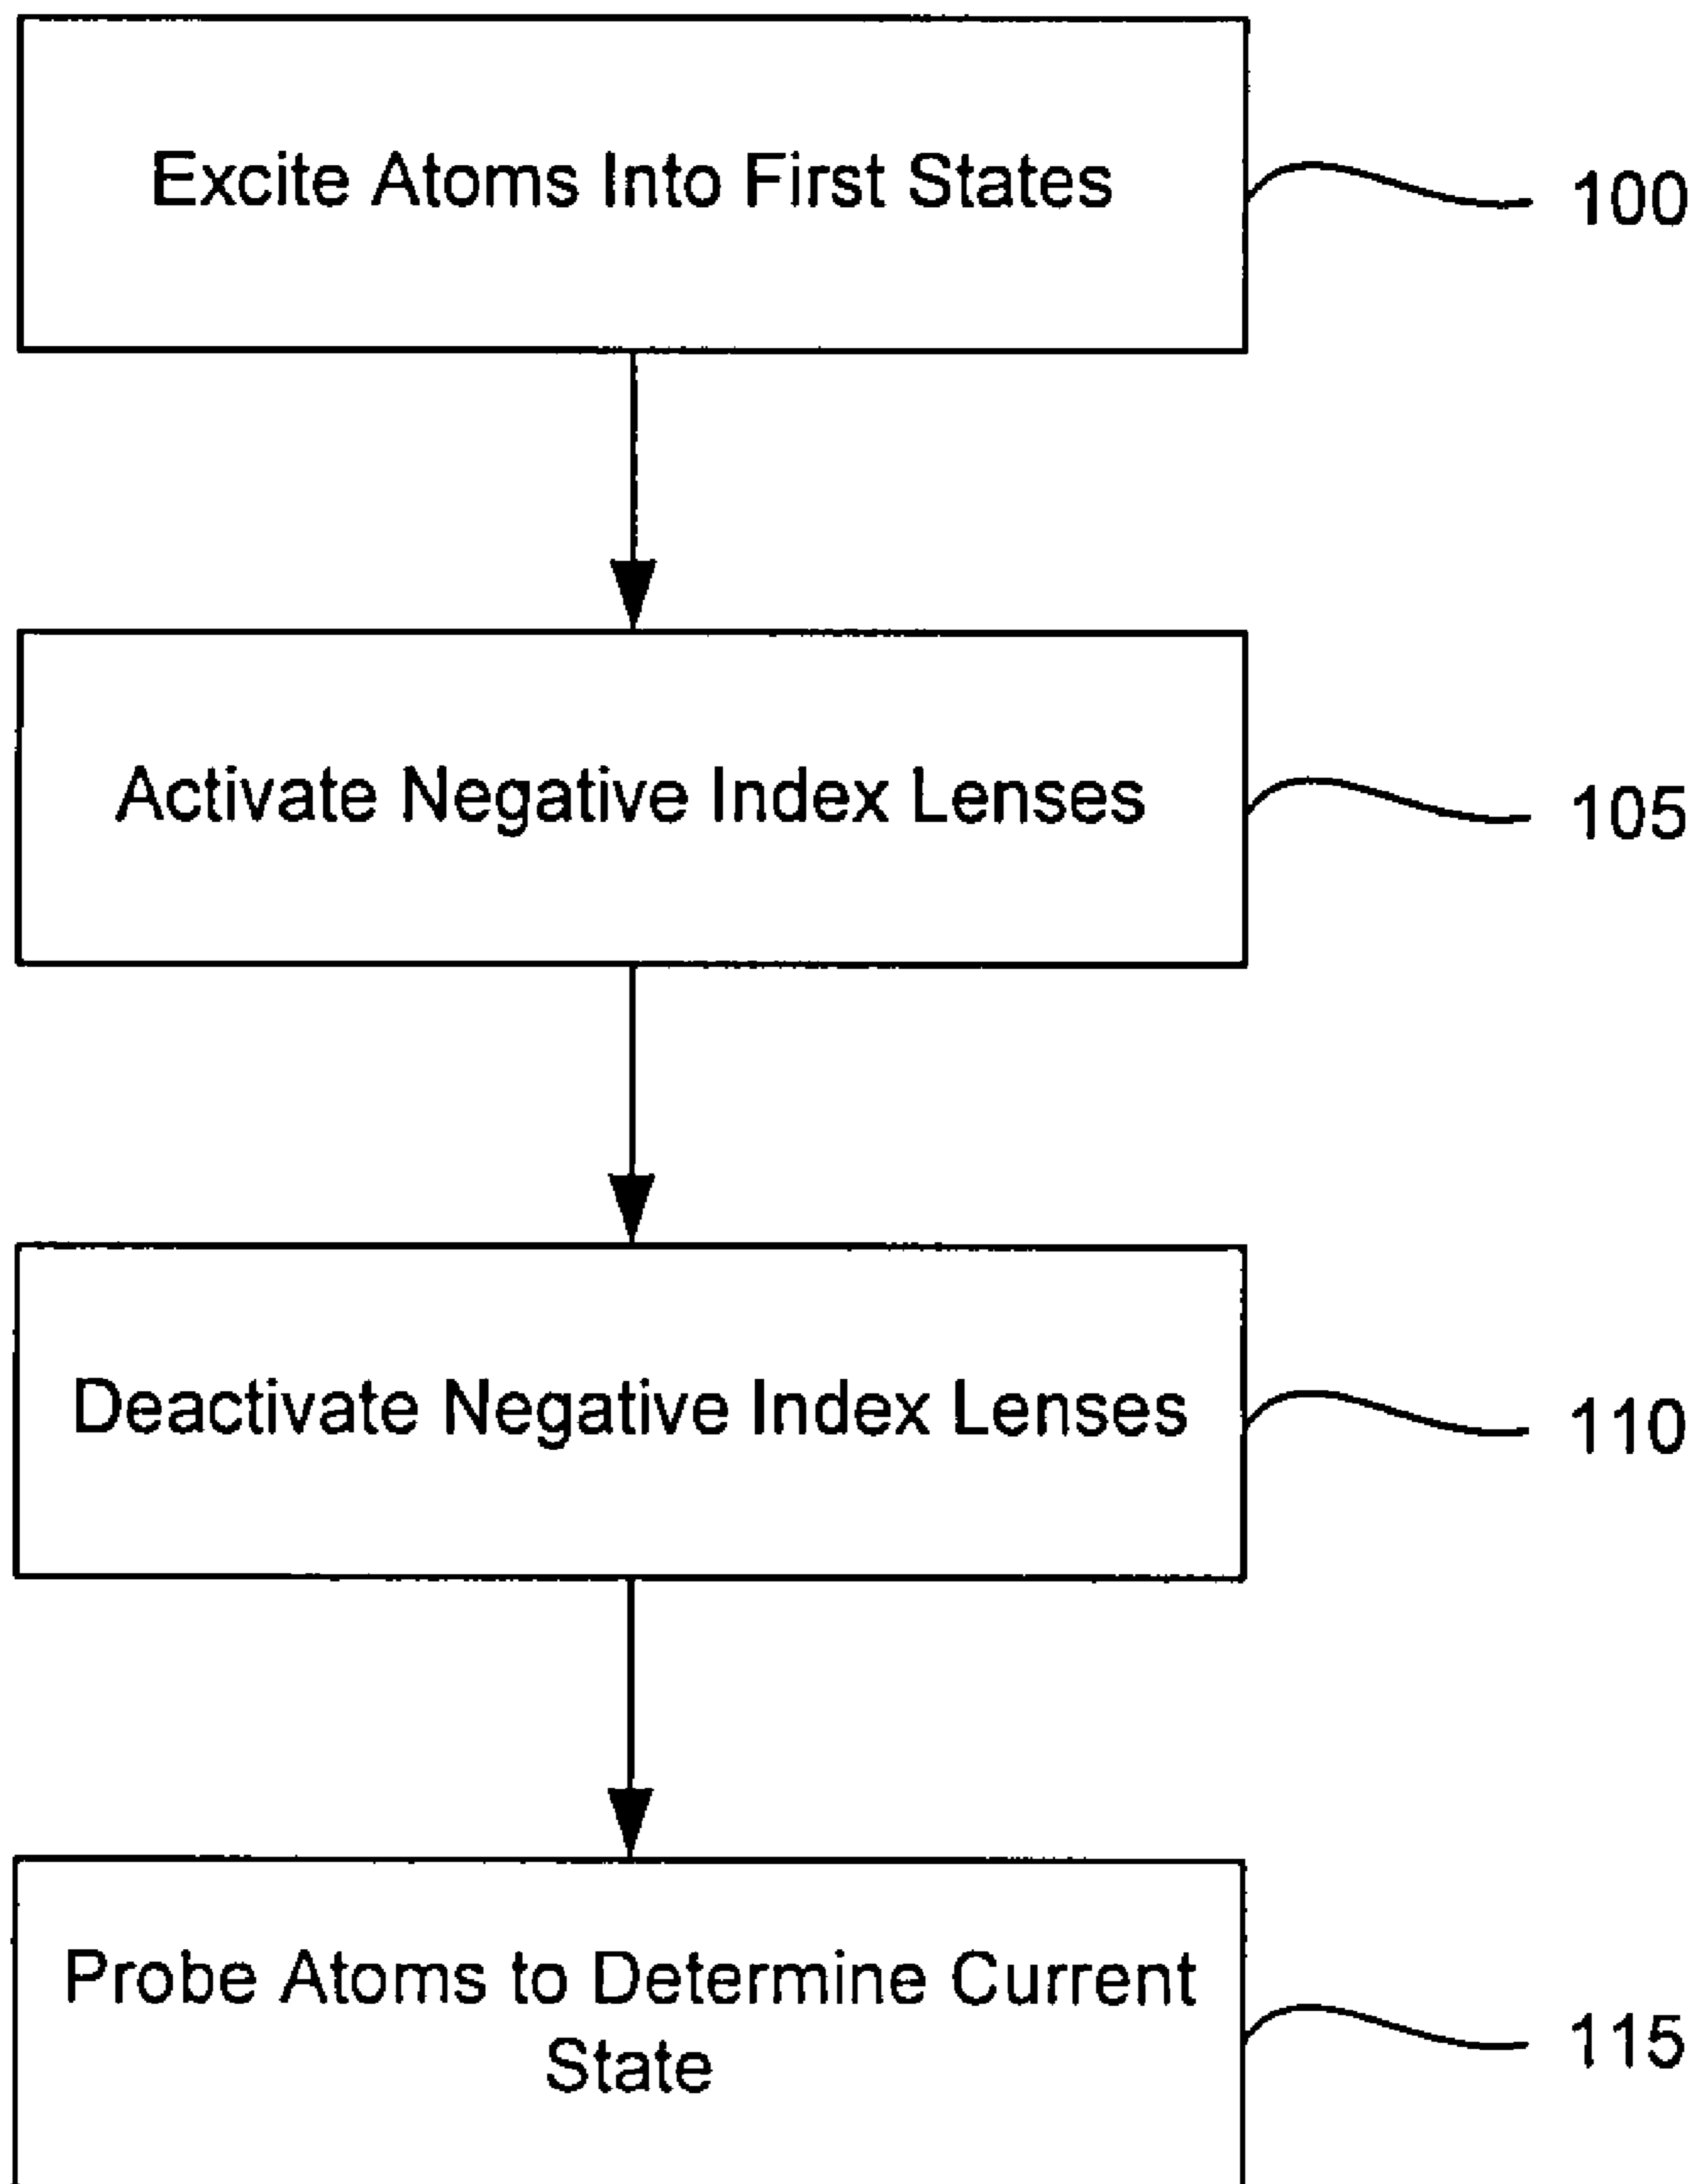 Excite Atoms Into First States
100
Activate Negative Index Lenses
105
Deactivate Negative Index Lenses
110
Probe Atoms to Determine Current
State
115